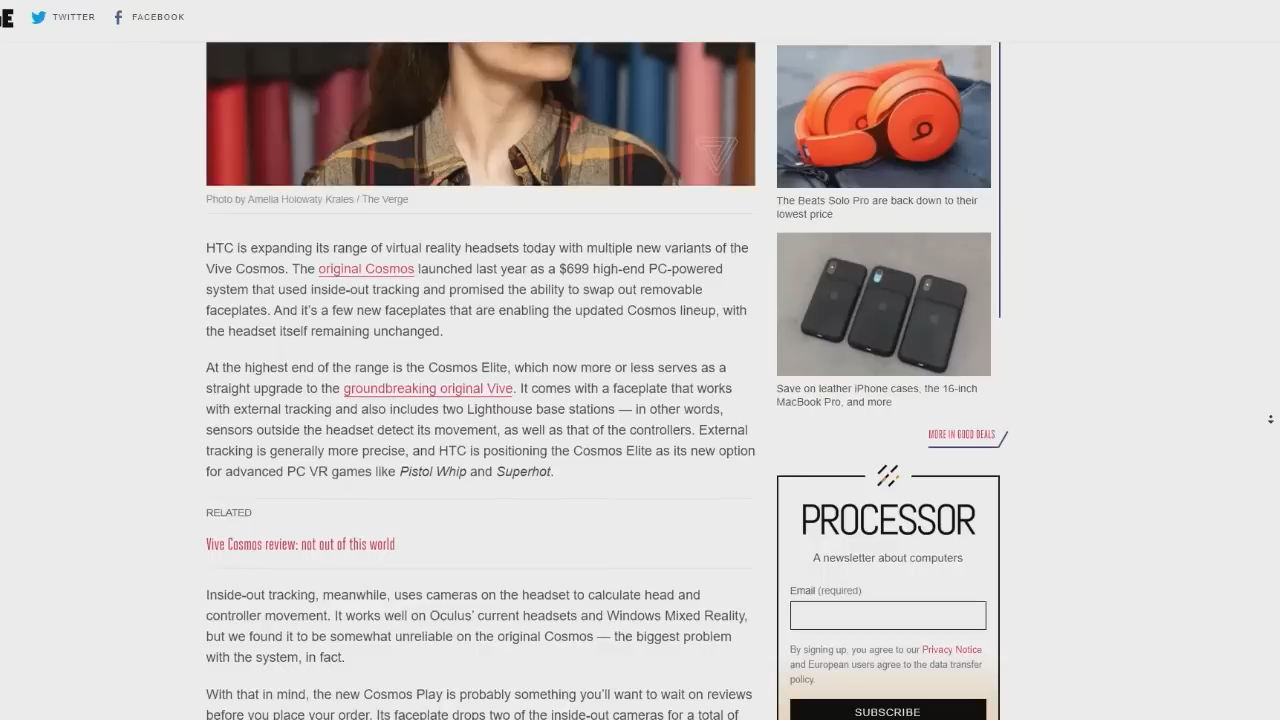 TWITTER
FACEBOOK
Photo by Amelia Holowaty Krales / The Verge
HTC is expanding its range of virtual reality headsets today with multiple new variants of the
Vive Cosmos. The original Cosmos launched last year as a $699 high-end PC-powered
system that used inside-out tracking and promised the ability to swap out removable
faceplates. And it’s a few new faceplates that are enabling the updated Cosmos lineup, with
the headset itself remaining unchanged.
At the highest end of the range is the Cosmos Elite, which now more or less serves as a
straight upgrade to the groundbreaking original Vive. It comes with a faceplate that works
with external tracking and also includes two Lighthouse base stations — in other words,
sensors outside the headset detect its movement, as well as that of the controllers. External
tracking is generally more precise, and HTC is positioning the Cosmos Elite as its new option
for advanced PC VR games like Pistol Whip and Superhot.
RELATED
Vive Cosmos review: not out of this world
Inside-out tracking, meanwhile, uses cameras on the headset to calculate head and
controller movement. It works well on Oculus’ current headsets and Windows Mixed Reality,
but we found it to be somewhat unreliable on the original Cosmos — the biggest problem
with the system, in fact.
With that in mind, the new Cosmos Play is probably something you’ll want to wait on reviews
before you place your order. Its faceplate drops two of the inside-out cameras for a total of
The Beats Solo Pro are back down to their
lowest price
Save on leather iPhone cases, the 16-inch
MacBook Pro, and more
MORE IN GOOD DEALS
PROCESSOR
A newsletter about computers
Email (required)
By signing up, you agree to our Privacy Notice
and European users agree to the data transfer
policy.
SUBSCRIBE